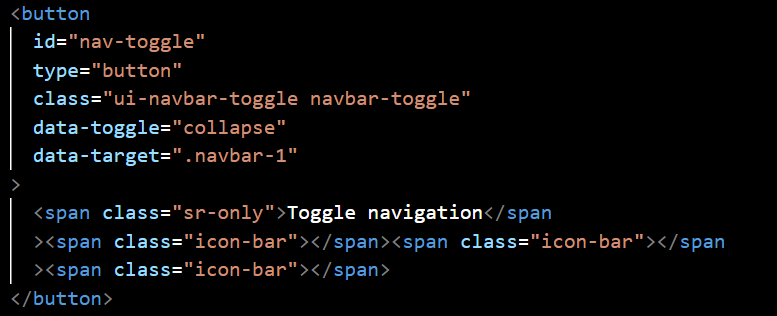 <button
id="nav-toggle"
type="button"
class="ui-navbar-toggle navbar-toggle"
data-toggle="collapse"
data-target=".navbar-1"
>
<span class="sr-only">Toggle navigation</span
><span class="icon-bar"></span><span class="icon-bar"></span
><span class="icon-bar"></span>
</button>